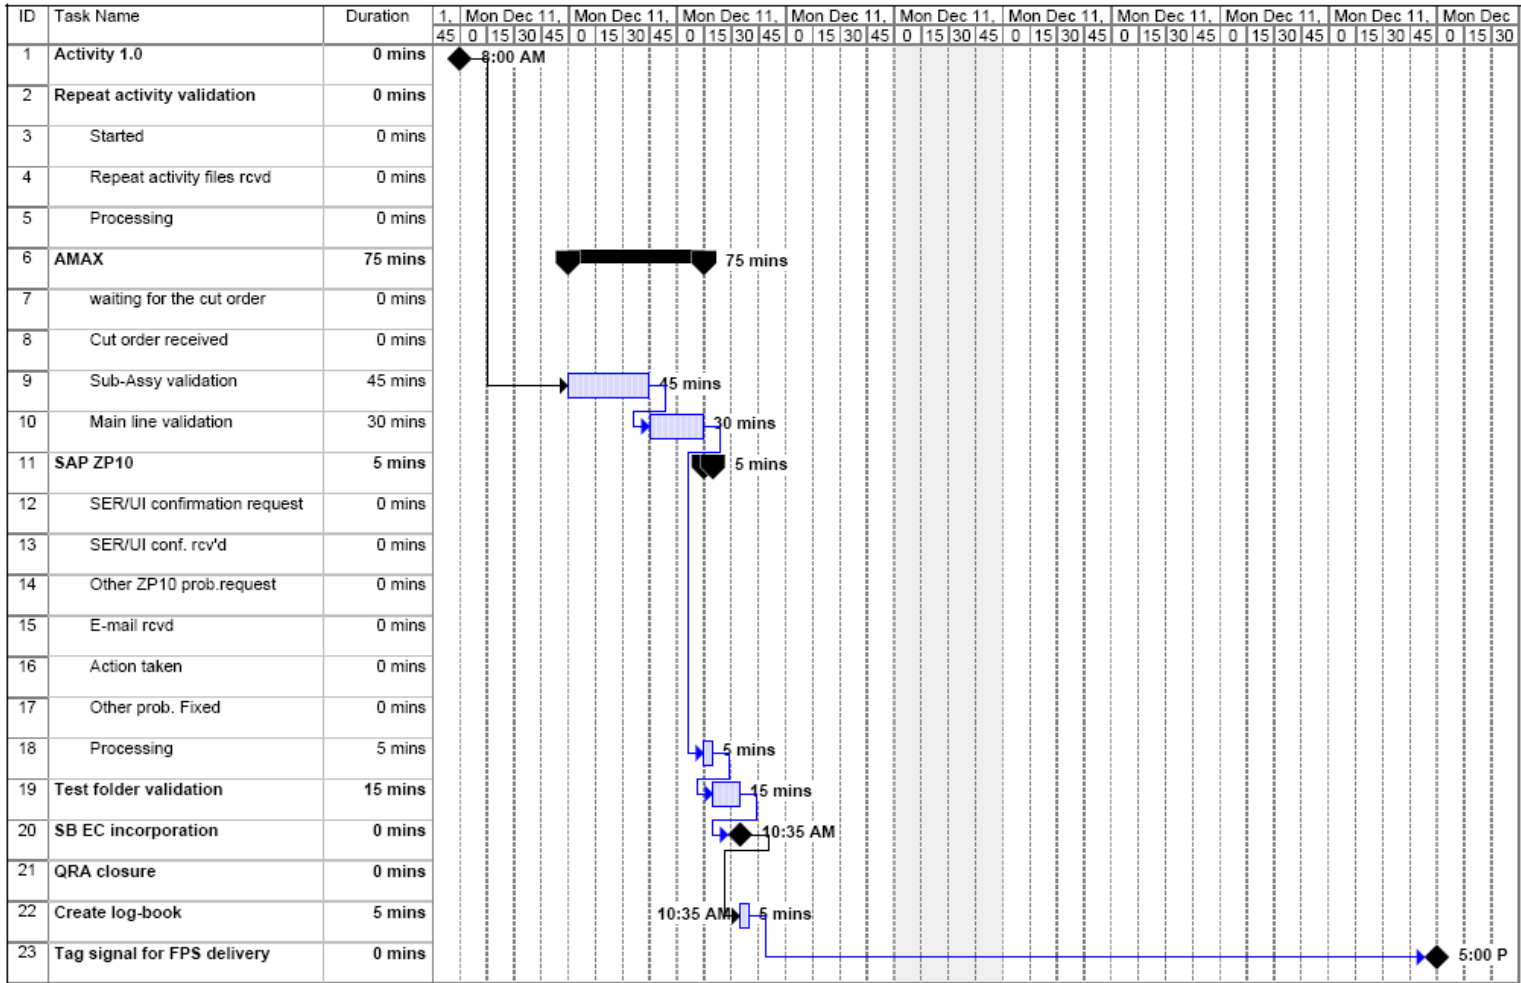 ID Task Name Duration 1, Mon Dec 11, Mon Dec 11, Mon Dec 11, Mon Dec 11, Mon Dec 11, Mon Dec 11, Mon Dec 11, Mon Dec 11, Mon Dec 11, Mon Dec
45 0 15 30 45 0 15 30 45 0 15 30 45 0 15 30 45 0 15 30 45 0 15 30 45 0 15 30 45 0 15 30 45 0 15 30 45 0 15 30
1 Activity 1.0 0 mins 8:00 AM
2 Repeat activity validation 0 mins
3 Started 0 mins
4 Repeat activity files rcvd 0 mins
5 Processing 0 mins
6 AMAX 75 mins 75 mins
7 waiting for the cut order 0 mins
8 Cut order received 0 mins
9 Sub-Assy validation 45 mins 45 mins
10 Main line validation 30 mins 30 mins
11 SAP ZP10 5 mins 5 mins
12 SER/UI confirmation request 0 mins
13 SER/UI conf. rcv'd 0 mins
14 Other ZP10 prob.request 0 mins
15 E-mail rcvd 0 mins
16 Action taken 0 mins
17 Other prob. Fixed 0 mins
18 Processing 5 mins 5 mins
19 Test folder validation 15 mins 15 mins
20 SB EC incorporation 0 mins 10:35 AM
21 QRA closure 0 mins
22 Create log-book 5 mins 10:35 AM 5 mins
23 Tag signal for FPS delivery 0 mins 5:00 P